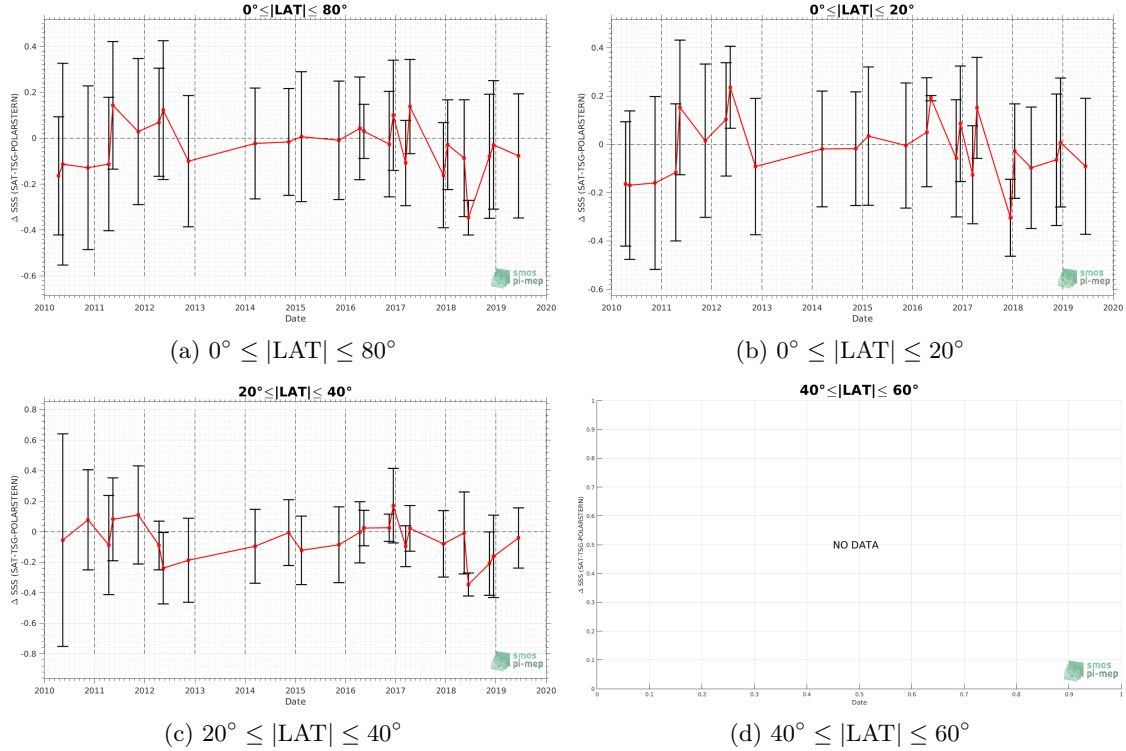 0°≤|LAT|≤ 80°
Δ SSS (SAT-TSG-POLARSTERN)
0.4
0.2
0
-0.2
-0.4
-0.6
2010 2011 2012 2013 2014 2015 2016 2017 2018 2019 2020
Date
smos
pi-mep
(a) 0° ≤ |LAT| ≤ 80°
0°≤|LAT|≤ 20°
Δ SSS (SAT-TSG-POLARSTERN)
0.4
0.2
0
-0.2
-0.4
-0.6
2010 2011 2012 2013 2014 2015 2016 2017 2018 2019 2020
Date
smos
pi-mep
(b) 0° ≤ |LAT| ≤ 20°
20°≤|LAT|≤ 40°
Δ SSS (SAT-TSG-POLARSTERN)
0.8
0.6
0.4
0.2
0
-0.2
-0.4
-0.6
-0.8
2010 2011 2012 2013 2014 2015 2016 2017 2018 2019 2020
Date
smos
pi-mep
(c) 20° ≤ |LAT| ≤ 40°
40°≤|LAT|≤ 60°
Δ SSS (SAT-TSG-POLARSTERN)
1
0.9
0.8
0.7
0.6
0.5
0.4
0.3
0.2
0.1
0
NO DATA
0 0.1 0.2 0.3 0.4 0.5 0.6 0.7 0.8 0.9 1
Date
smos
pi-mep
(d) 40° ≤ |LAT| ≤ 60°